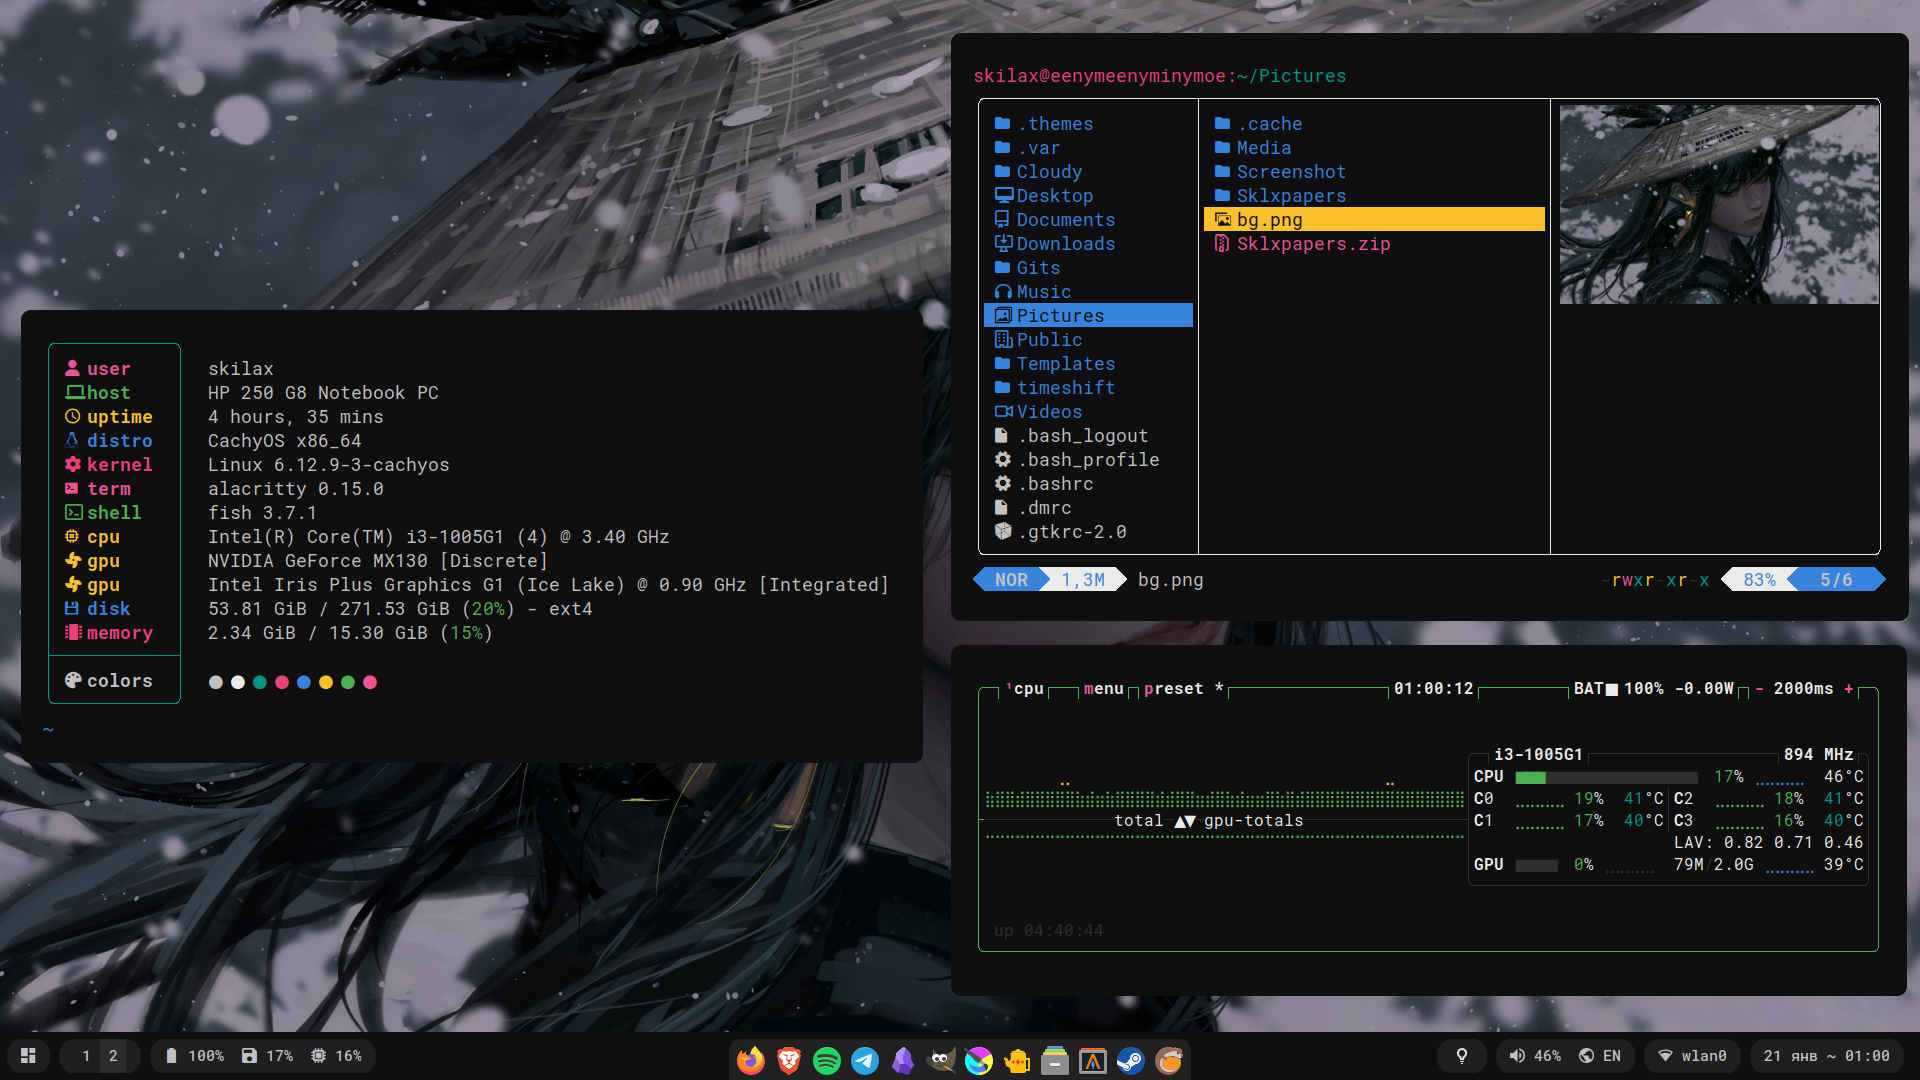 user skilax
host HP 250 G8 Notebook PC
uptime 4 hours, 35 mins
distro CachyOS x86_64
kernel Linux 6.12.9-3-cachyos
term alacritty 0.15.0
shell fish 3.7.1
cpu Intel(R) Core(TM) i3-1005G1 (4) @ 3.40 GHz
gpu NVIDIA GeForce MX130 [Discrete]
gpu Intel Iris Plus Graphics G1 (Ice Lake) @ 0.90 GHz [Integrated]
disk 53.81 GiB / 271.53 GiB (20%) - ext4
memory 2.34 GiB / 15.30 GiB (15%)
colors
~
skilax@eenymeenyminymoe:~/Pictures
.themes
.var
Cloudy
Desktop
Documents
Downloads
Gits
Music
Pictures
Public
Templates
timeshift
Videos
.bash_logout
.bash_profile
.bashrc
.dmrc
.gtkrc-2.0
.cache
Media
Screenshot
Sklxpapers
bg.png
Sklxpapers.zip
NOR 1,3M bg.png -rwxr-xr-x 83% 5/6
¹cpu menu preset * 01:00:12 BAT■ 100% -0.00W - 2000ms +
i3-1005G1 894 MHz
CPU 17% 46°C
C0 19% 41°C C2 18% 41°C
C1 17% 40°C C3 16% 40°C
total ▲▼ gpu-totals
LAV: 0.82 0.71 0.46
GPU 0% 79M/2.0G 39°C
up 04:40:44
1 2 100% 17% 16% 46% EN wlan0 21 янв ~ 01:00